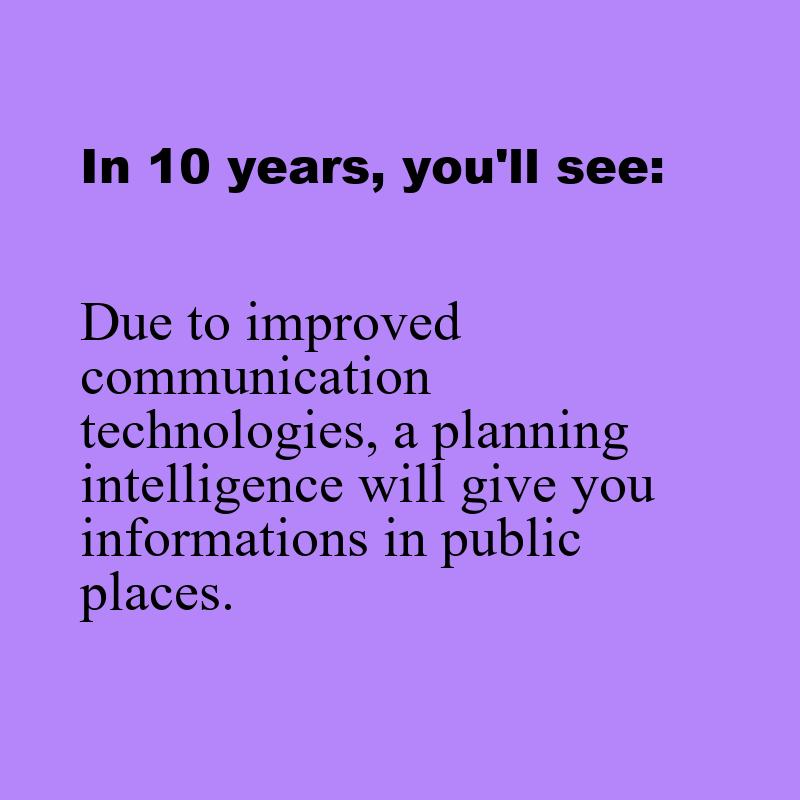 In 10 years, you'll see:
Due to improved
communication
technologies, a planning
intelligence will give you
informations in public
places.